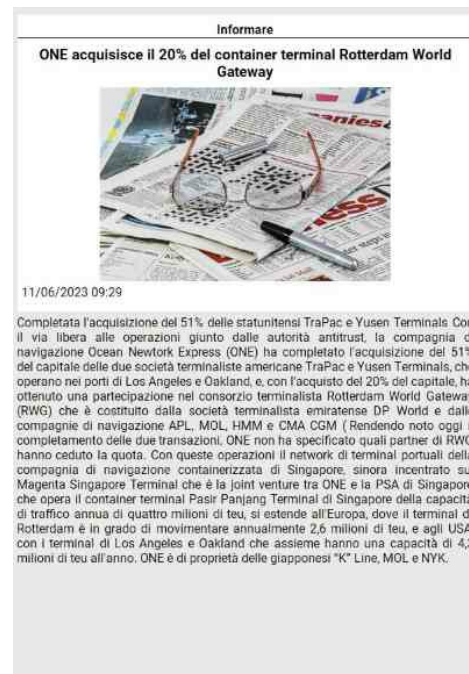 Informare
ONE acquisisce il 20% del container terminal Rotterdam World
Gateway
11/06/2023 09:29
Completata l'acquisizione del 51% delle statunitensi TraPac e Yusen Terminals Co
il via libera alle operazioni giunto dalle autorità antitrust, la compagnia d
navigazione Ocean Newtork Express (ONE) ha completato l'acquisizione del 51%
del capitale delle due società terminaliste americane TraPac e Yusen Terminals, che
operano nei porti di Los Angeles e Oakland, e, con l'acquisto del 20% del capitale, ha
ottenuto una partecipazione nel consorzio terminalista Rotterdam World Gateway
(RWG) che è costituito dalla società terminalista emiratense DP World e dalle
compagnie di navigazione APL, MOL, HMM e CMA CGM ( Rendendo noto oggi i
completamento delle due transazioni, ONE non ha specificato quali partner di RWG
hanno ceduto la quota. Con queste operazioni il network di terminal portuali della
compagnia di navigazione containerizzata di Singapore, sinora incentrato su
Magenta Singapore Terminal che è la joint venture tra ONE e la PSA di Singapore
che opera il container terminal Pasir Panjang Terminal di Singapore della capacità
di traffico annua di quattro milioni di teu, si estende all'Europa, dove il terminal d
Rotterdam è in grado di movimentare annualmente 2,6 milioni di teu, e agli USA
con i terminal di Los Angeles e Oakland che assieme hanno una capacità di 4,
milioni di teu all'anno. ONE è di proprietà delle giapponesi "K" Line, MOL e NYK.